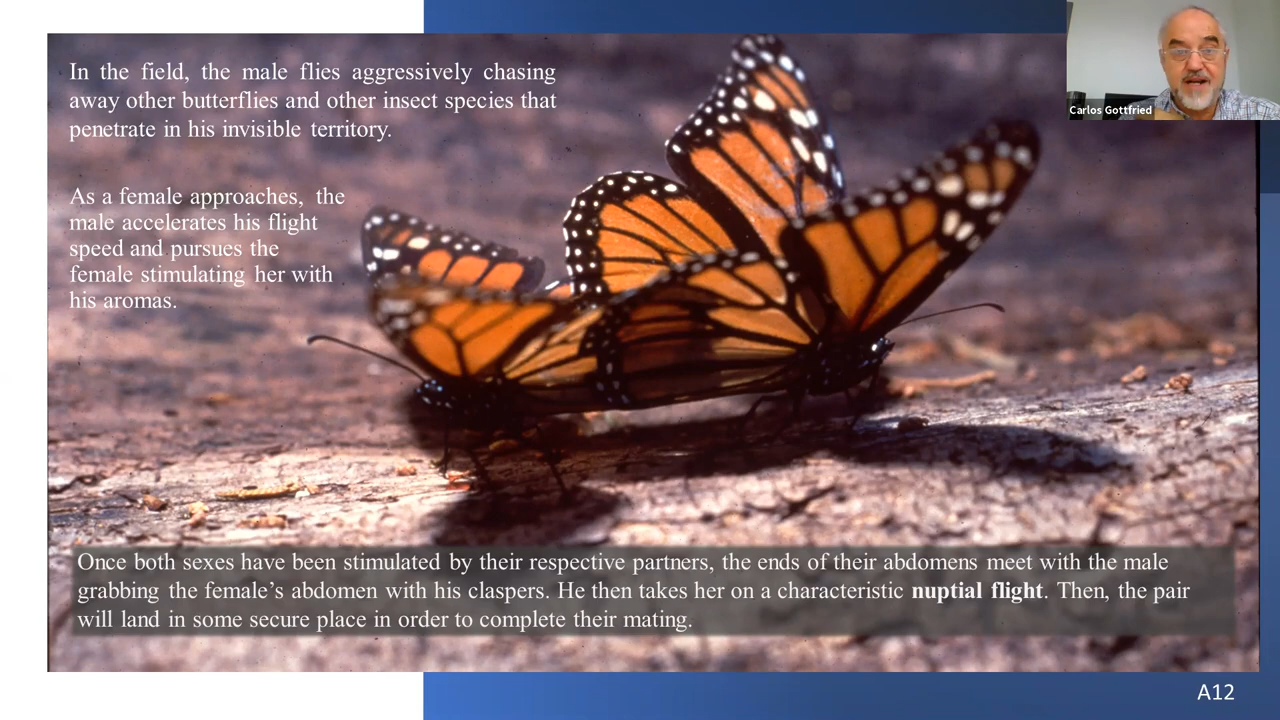 In the field, the male flies aggressively chasing
away other butterflies and other insect species that
penetrate in his invisible territory.
As a female approaches, the
male accelerates his flight
speed and pursues the
female stimulating her with
his aromas.
Carlos Gottfried
Once both sexes have been stimulated by their respective partners, the ends of their abdomens meet with the male
grabbing the female’s abdomen with his claspers. He then takes her on a characteristic nuptial flight. Then, the pair
will land in some secure place in order to complete their mating.
A12